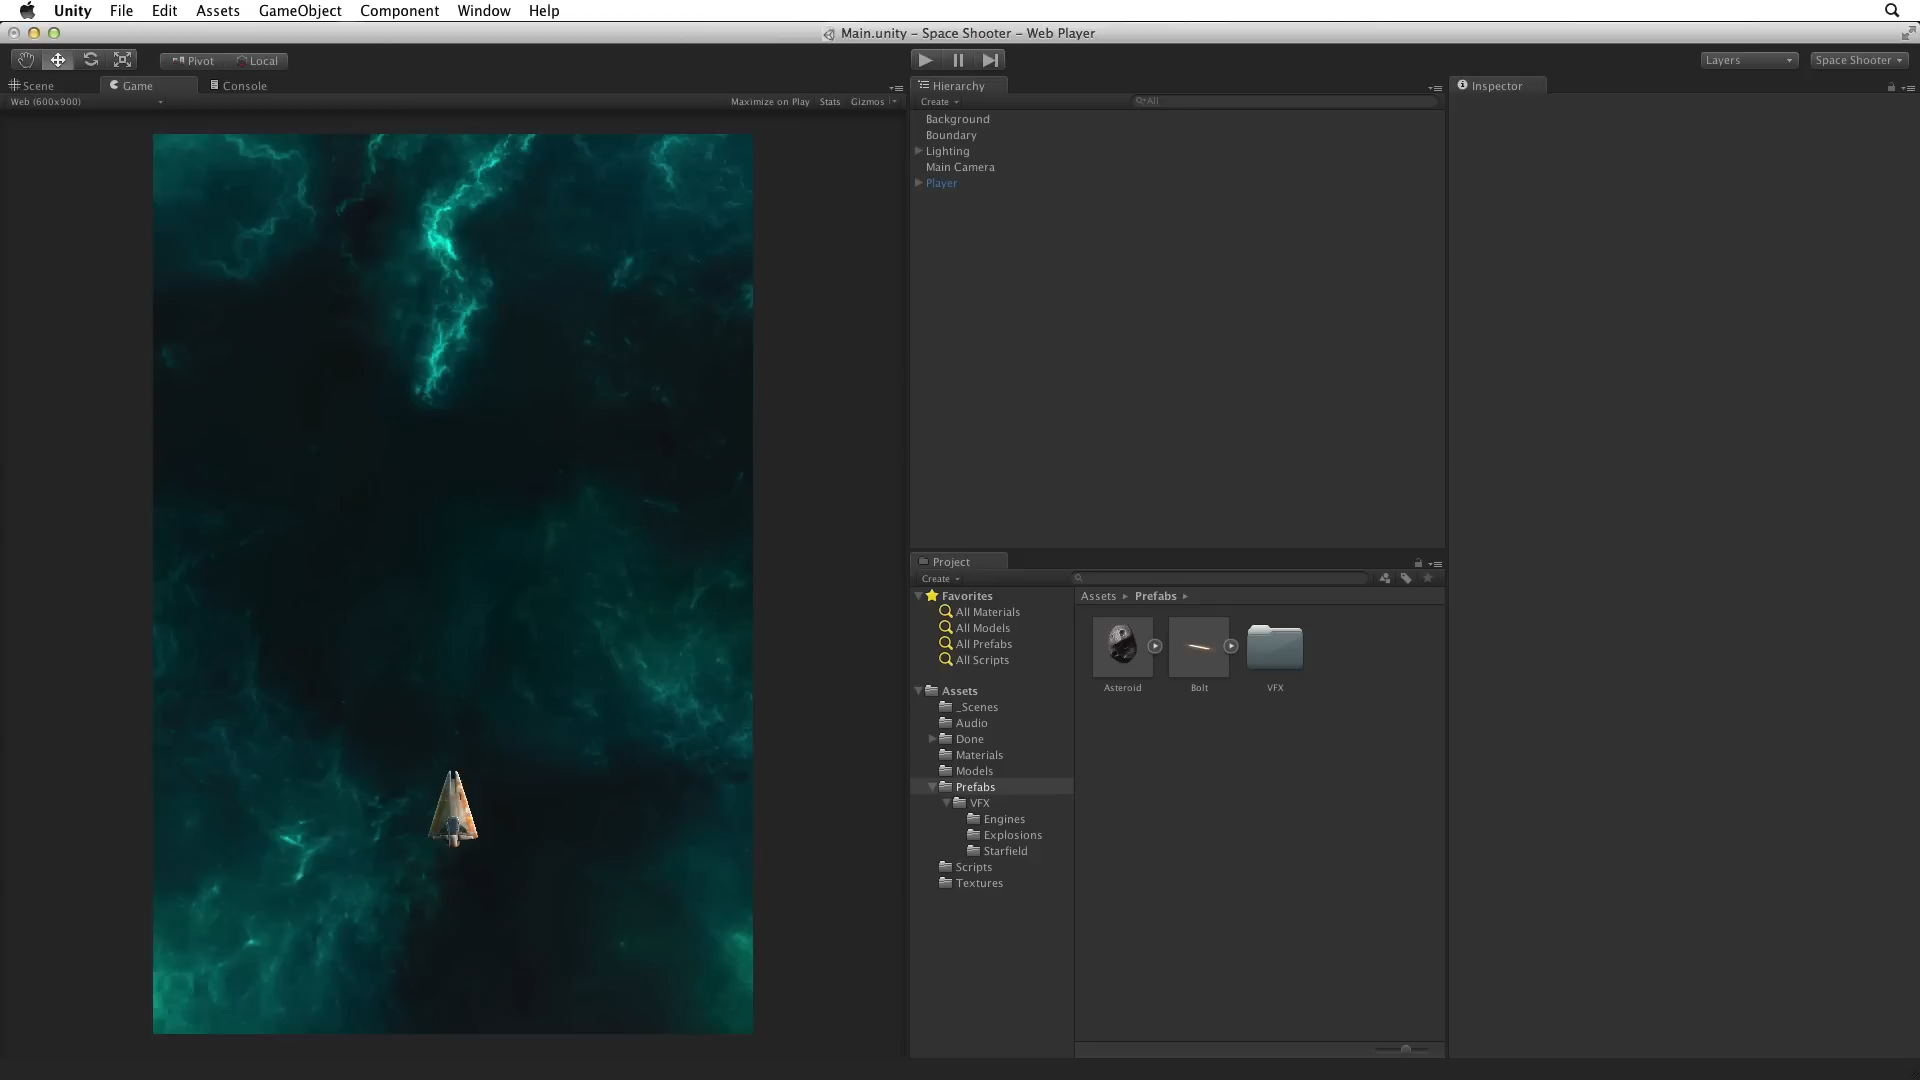 Unity File Edit Assets GameObject Component Window Help
Main.unity – Space Shooter – Web Player
Pivot Local
Layers
Space Shooter
Scene Game Console
Web (600x900)
Maximize on Play Stats Gizmos
Hierarchy
Create
All
Background
Boundary
Lighting
Main Camera
Player
Project
Create
Favorites
All Materials
All Models
All Prefabs
All Scripts
Assets
_Scenes
Audio
Done
Materials
Models
Prefabs
VFX
Engines
Explosions
Starfield
Scripts
Textures
Assets Prefabs
Asteroid Bolt VFX
Inspector